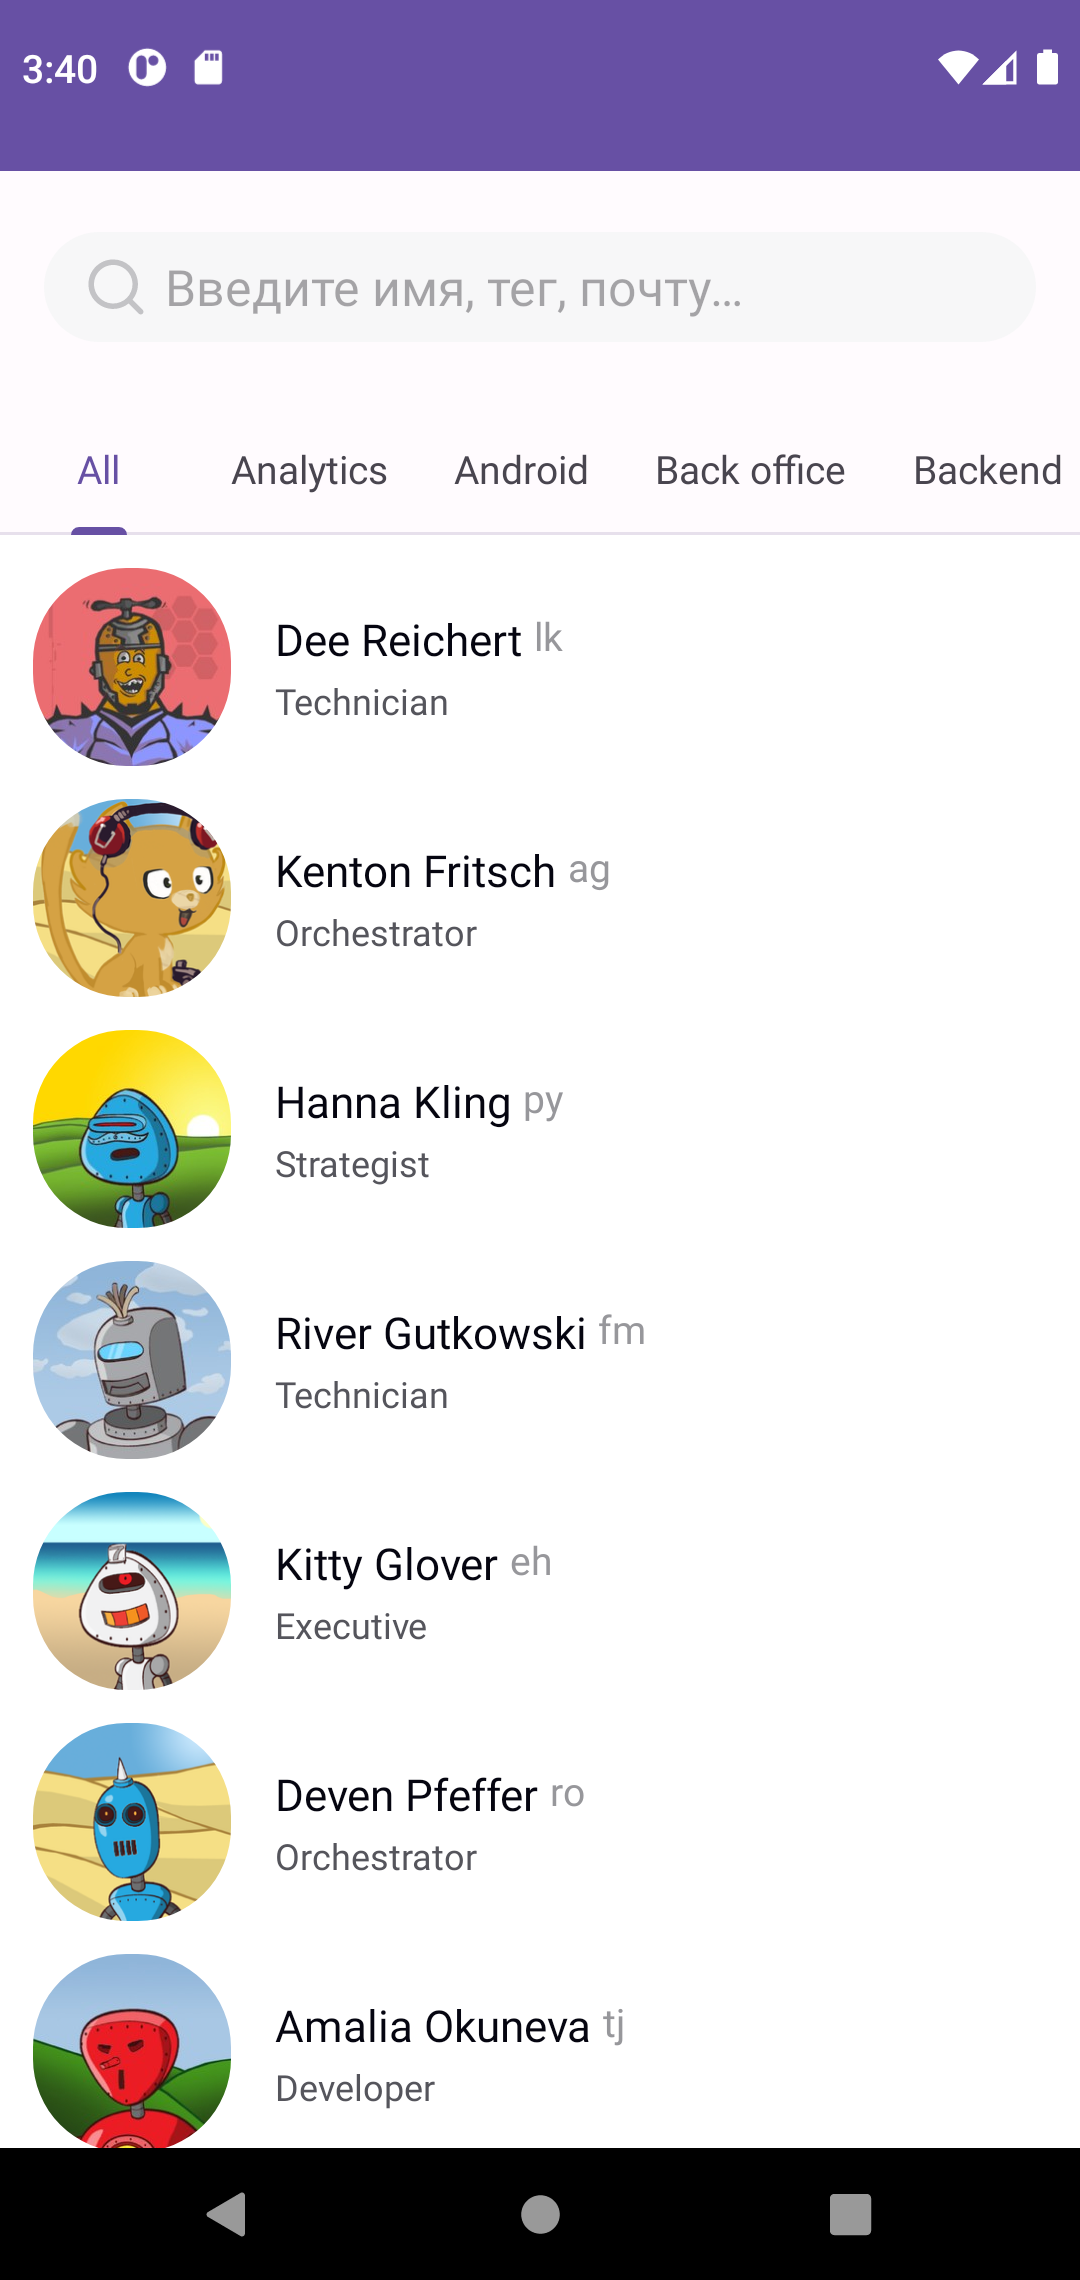 3:40
Введите имя, тег, почту...
All Analytics Android Back office Backend
Dee Reichert lk
Technician
Kenton Fritsch ag
Orchestrator
Hanna Kling py
Strategist
River Gutkowski fm
Technician
Kitty Glover eh
Executive
Deven Pfeffer ro
Orchestrator
Amalia Okuneva tj
Developer